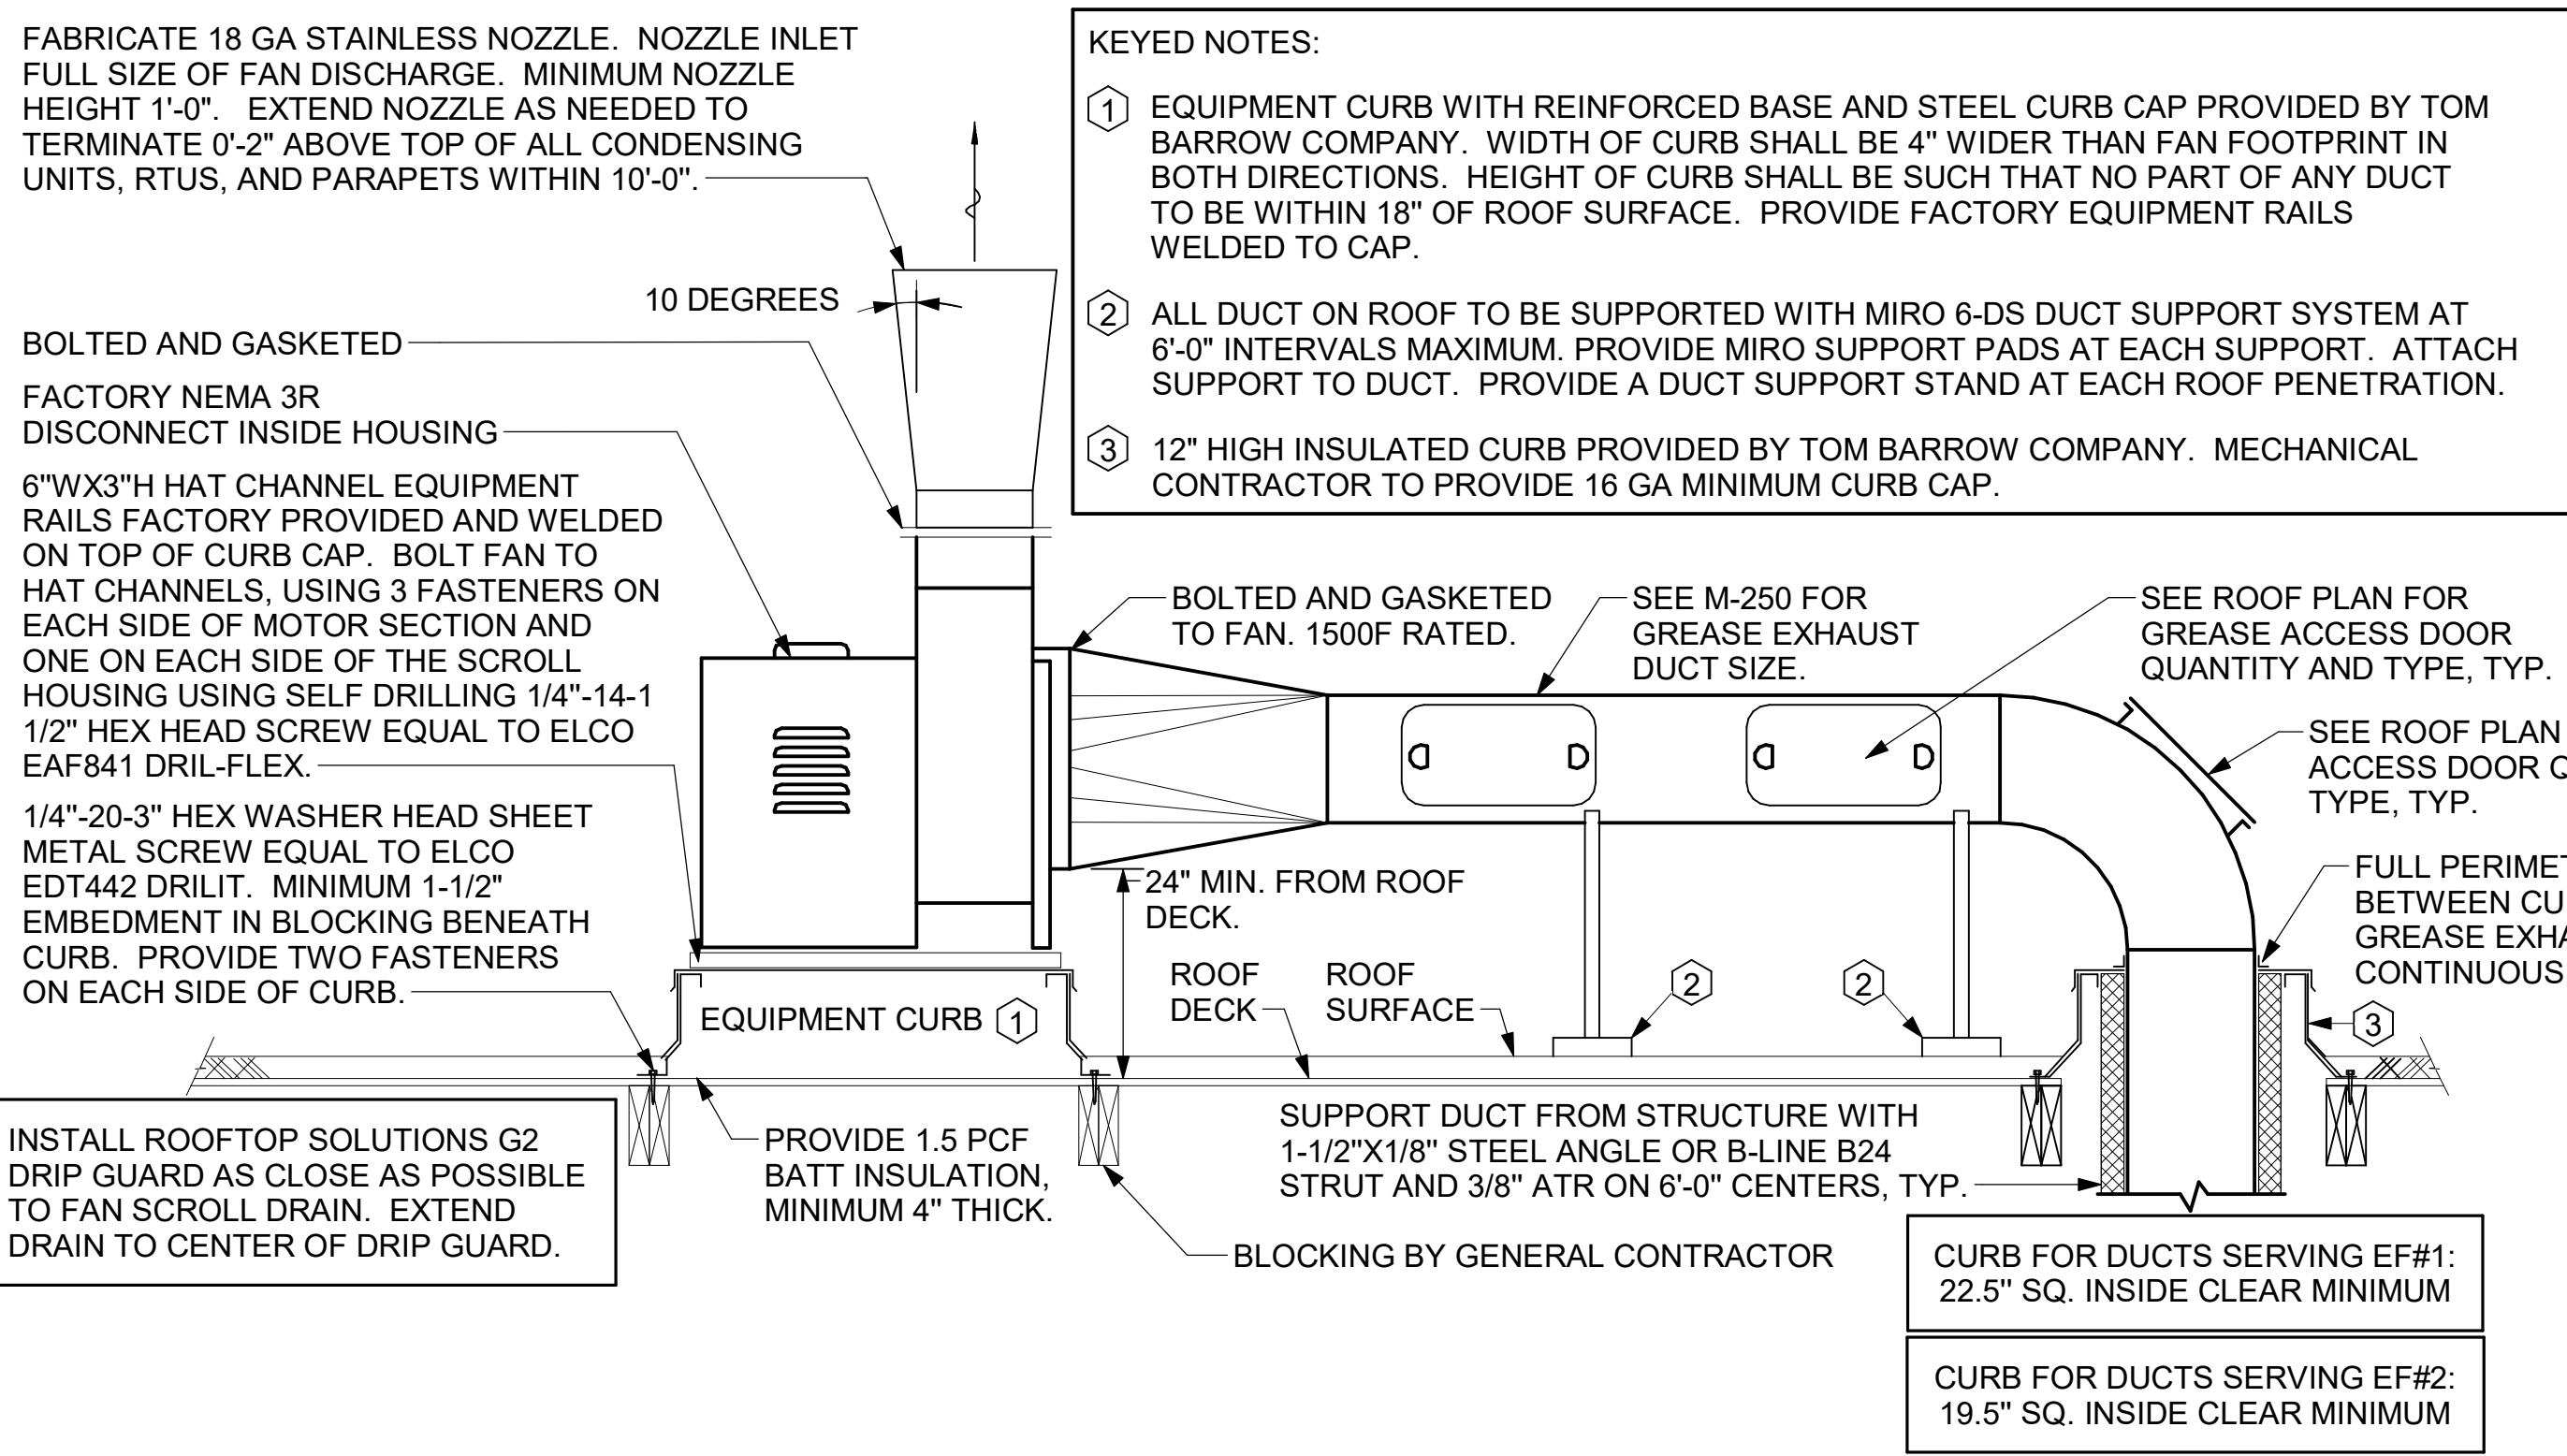 FABRICATE 18 GA STAINLESS NOZZLE.  NOZZLE INLET
FULL SIZE OF FAN DISCHARGE.  MINIMUM NOZZLE
HEIGHT 1'-0".   EXTEND NOZZLE AS NEEDED TO
TERMINATE 0'-2" ABOVE TOP OF ALL CONDENSING
UNITS, RTUS, AND PARAPETS WITHIN 10'-0".
10 DEGREES
BOLTED AND GASKETED
FACTORY NEMA 3R
DISCONNECT INSIDE HOUSING
6"WX3"H HAT CHANNEL EQUIPMENT
RAILS FACTORY PROVIDED AND WELDED
ON TOP OF CURB CAP.  BOLT FAN TO
HAT CHANNELS, USING 3 FASTENERS ON
EACH SIDE OF MOTOR SECTION AND
ONE ON EACH SIDE OF THE SCROLL
HOUSING USING SELF DRILLING 1/4"-14-1
1/2" HEX HEAD SCREW EQUAL TO ELCO
EAF841 DRIL-FLEX.
1/4"-20-3" HEX WASHER HEAD SHEET
METAL SCREW EQUAL TO ELCO
EDT442 DRILIT.  MINIMUM 1-1/2"
EMBEDMENT IN BLOCKING BENEATH
CURB.  PROVIDE TWO FASTENERS
ON EACH SIDE OF CURB.
KEYED NOTES:
1 EQUIPMENT CURB WITH REINFORCED BASE AND STEEL CURB CAP PROVIDED BY TOM
BARROW COMPANY.  WIDTH OF CURB SHALL BE 4" WIDER THAN FAN FOOTPRINT IN
BOTH DIRECTIONS.  HEIGHT OF CURB SHALL BE SUCH THAT NO PART OF ANY DUCT
TO BE WITHIN 18" OF ROOF SURFACE.  PROVIDE FACTORY EQUIPMENT RAILS
WELDED TO CAP.
2 ALL DUCT ON ROOF TO BE SUPPORTED WITH MIRO 6-DS DUCT SUPPORT SYSTEM AT
6'-0" INTERVALS MAXIMUM. PROVIDE MIRO SUPPORT PADS AT EACH SUPPORT.  ATTACH
SUPPORT TO DUCT.  PROVIDE A DUCT SUPPORT STAND AT EACH ROOF PENETRATION.
3 12" HIGH INSULATED CURB PROVIDED BY TOM BARROW COMPANY.  MECHANICAL
CONTRACTOR TO PROVIDE 16 GA MINIMUM CURB CAP.
BOLTED AND GASKETED
TO FAN. 1500F RATED.
SEE M-250 FOR
GREASE EXHAUST
DUCT SIZE.
SEE ROOF PLAN FOR
GREASE ACCESS DOOR
QUANTITY AND TYPE, TYP.
SEE ROOF PLAN
ACCESS DOOR Q
TYPE, TYP.
FULL PERIME
BETWEEN CU
GREASE EXHA
CONTINUOUS
24" MIN. FROM ROOF
DECK.
ROOF
DECK
ROOF
SURFACE
2
2
3
EQUIPMENT CURB 1
INSTALL ROOFTOP SOLUTIONS G2
DRIP GUARD AS CLOSE AS POSSIBLE
TO FAN SCROLL DRAIN.  EXTEND
DRAIN TO CENTER OF DRIP GUARD.
PROVIDE 1.5 PCF
BATT INSULATION,
MINIMUM 4" THICK.
SUPPORT DUCT FROM STRUCTURE WITH
1-1/2"X1/8" STEEL ANGLE OR B-LINE B24
STRUT AND 3/8" ATR ON 6'-0" CENTERS, TYP.
BLOCKING BY GENERAL CONTRACTOR
CURB FOR DUCTS SERVING EF#1:
22.5" SQ. INSIDE CLEAR MINIMUM
CURB FOR DUCTS SERVING EF#2:
19.5" SQ. INSIDE CLEAR MINIMUM